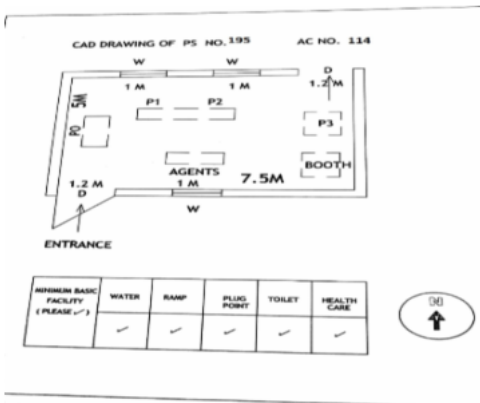 CAD DRAWING OF PS NO. 195 AC NO. 114
W W D
1 M 1 M 1.2 M
5M
P1 P2
P3
PO
AGENTS
BOOTH
1.2 M 1 M 7.5M
D
W
ENTRANCE
MINIMUM BASIC FACILITY (PLEASE ✓) WATER RAMP PLUG POINT TOILET HEALTH CARE
✓ ✓ ✓ ✓ ✓
N